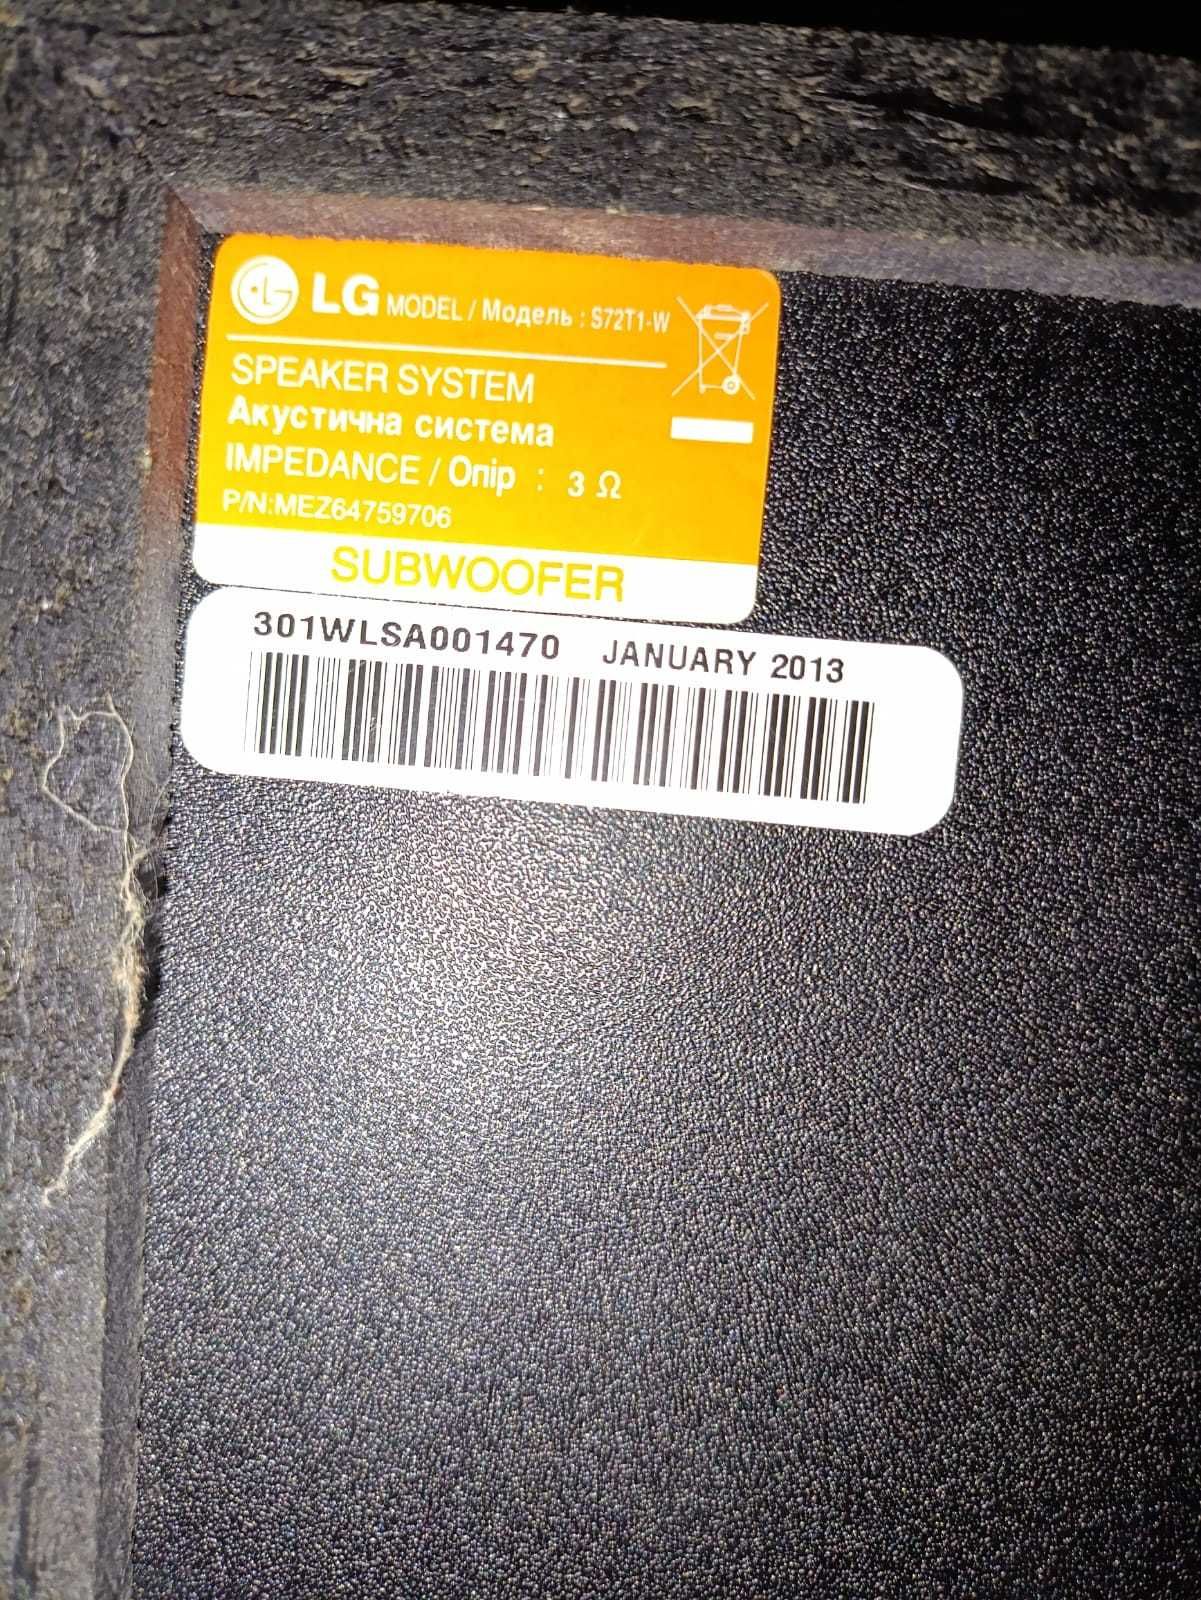 LG MODEL / Модель : S72T1-W
SPEAKER SYSTEM
Акустична система
IMPEDANCE / Опір : 3 Ω
P/N:MEZ64759706
SUBWOOFER
301WLSA001470 JANUARY 2013